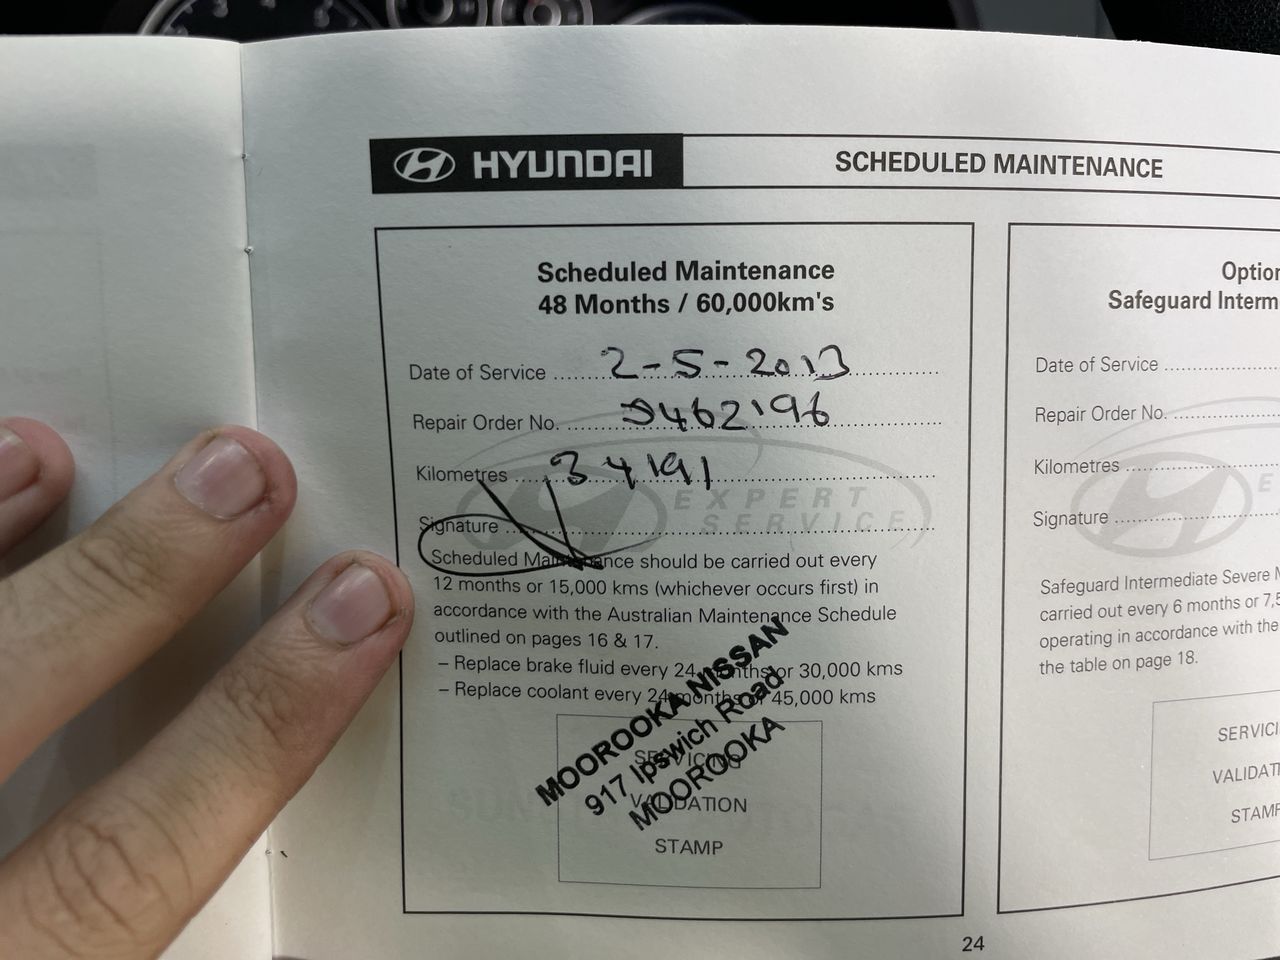 HYUNDAI SCHEDULED MAINTENANCE
Scheduled Maintenance
48 Months / 60,000km's
Date of Service 2-5-2013
Repair Order No. 462196
Kilometres 34191
EXPERT
SERVICE
Signature
Scheduled Maintenance should be carried out every
12 months or 15,000 kms (whichever occurs first) in
accordance with the Australian Maintenance Schedule
outlined on pages 16 & 17.
– Replace brake fluid every 24 months or 30,000 kms
– Replace coolant every 24 months or 45,000 kms
MOOROOKA NISSAN
917 Ipswich Road
MOOROOKA
SERVICING
VALIDATION
STAMP
Option
Safeguard Interm
Date of Service
Repair Order No.
Kilometres
Signature
Safeguard Intermediate Severe M
carried out every 6 months or 7,5
operating in accordance with the
the table on page 18.
SERVICI
VALIDAT
STAMP
24